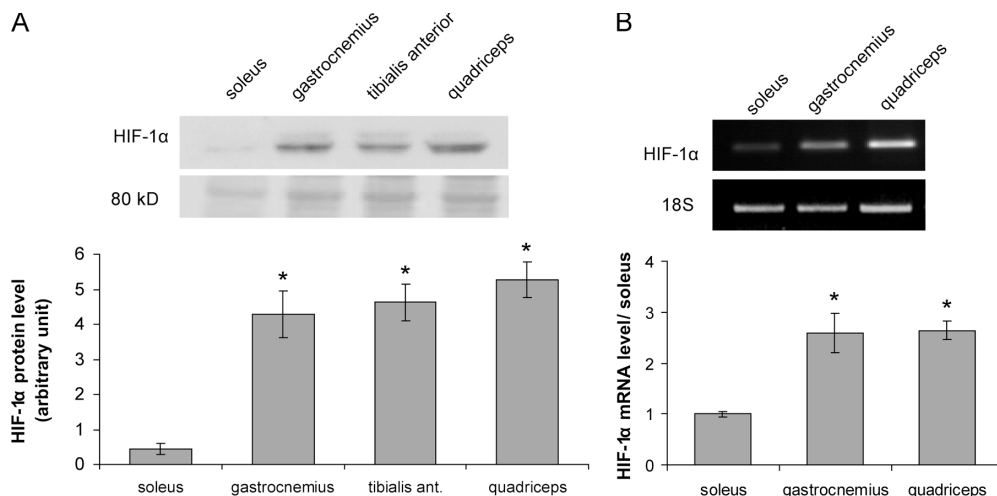 A
soleus
gastrocnemius
tibialis anterior
quadriceps
HIF-1α
80 kD
HIF-1α protein level
(arbitrary unit)
6
5
4
3
2
1
0
*
*
*
soleus
gastrocnemius
tibialis ant.
quadriceps
B
soleus
gastrocnemius
quadriceps
HIF-1α
18S
HIF-1α mRNA level/ soleus
4
3
2
1
0
*
*
soleus
gastrocnemius
quadriceps